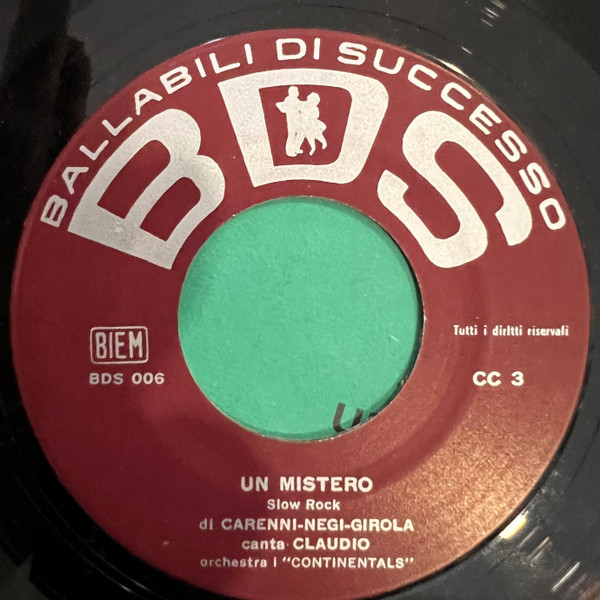 BALLABILI DI SUCCESSO
BDS
BIEM
BDS 006
Tutti i diritti riservati
CC 3
UN MISTERO
Slow Rock
di CARENNI-NEGI-GIROLA
canta CLAUDIO
orchestra i "CONTINENTALS"